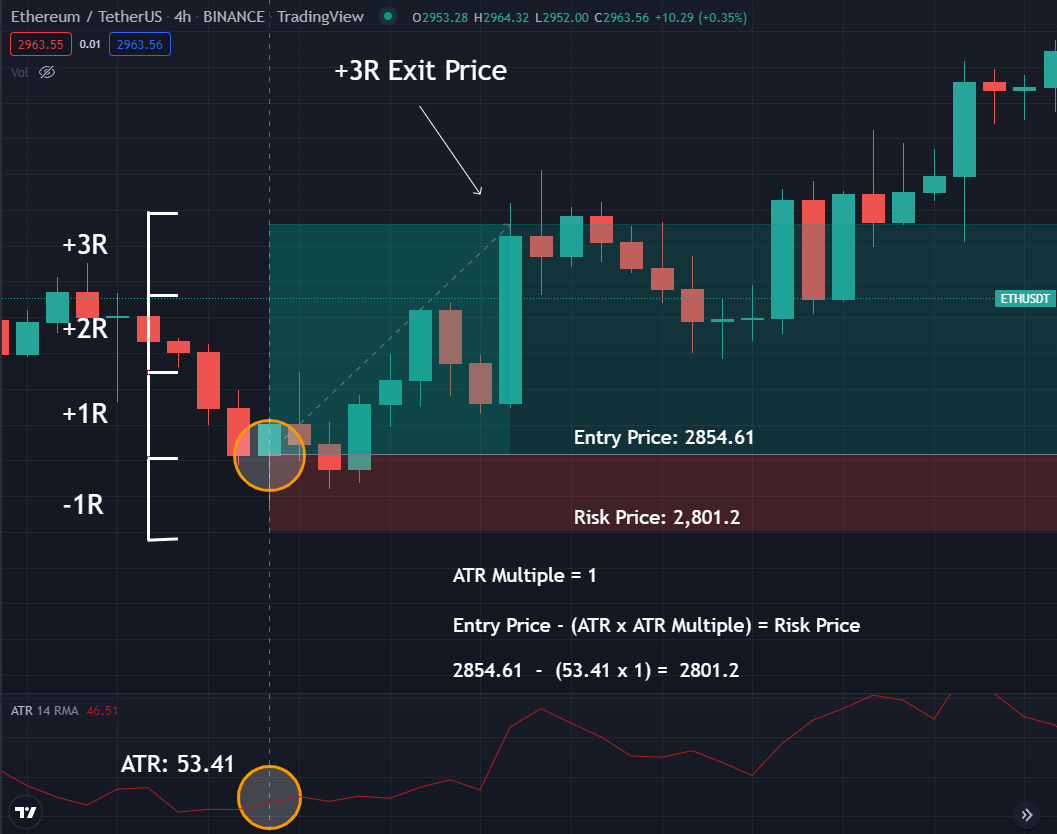 Ethereum / TetherUS · 4h · BINANCE · TradingView O2953.28 H2964.32 L2952.00 C2963.56 +10.29 (+0.35%)
2963.55 0.01 2963.56
Vol
+3R Exit Price
+3R
ETHUSDT
+2R
+1R
Entry Price: 2854.61
-1R
Risk Price: 2,801.2
ATR Multiple = 1
Entry Price - (ATR x ATR Multiple) = Risk Price
2854.61 - (53.41 x 1) = 2801.2
ATR 14 RMA 46.51
ATR: 53.41